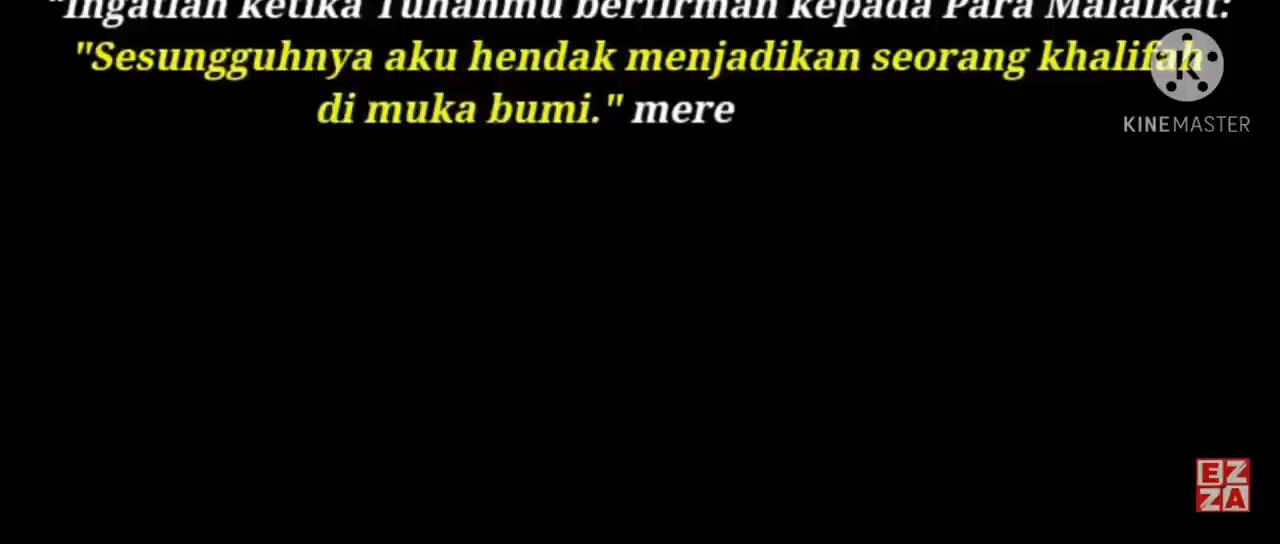 "Ingatlah ketika Tuhanmu berfirman kepada Para Malaikat:
"Sesungguhnya aku hendak menjadikan seorang khalifah
di muka bumi." mere
K
KINEMASTER
EZ
ZA